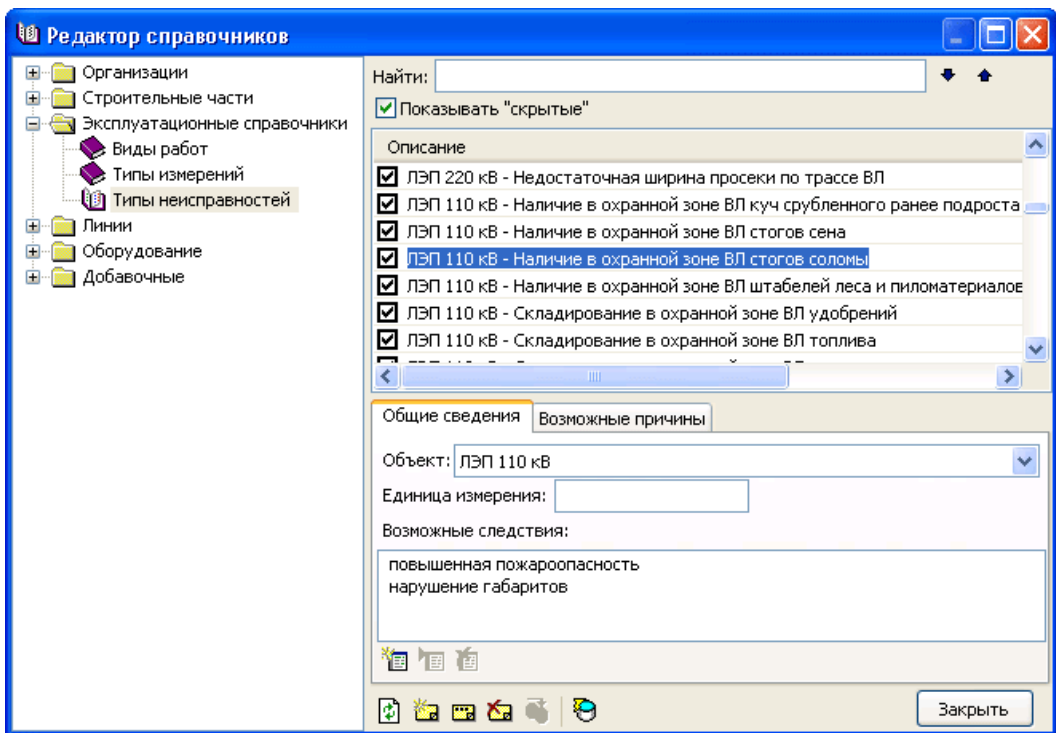 Редактор справочников
Организации
Строительные части
Эксплуатационные справочники
Виды работ
Типы измерений
Типы неисправностей
Линии
Оборудование
Добавочные
Найти:
Показывать "скрытые"
Описание
ЛЭП 220 кВ - Недостаточная ширина просеки по трассе ВЛ
ЛЭП 110 кВ - Наличие в охранной зоне ВЛ куч срубленного ранее подроста
ЛЭП 110 кВ - Наличие в охранной зоне ВЛ стогов сена
ЛЭП 110 кВ - Наличие в охранной зоне ВЛ стогов соломы
ЛЭП 110 кВ - Наличие в охранной зоне ВЛ штабелей леса и пиломатериалов
ЛЭП 110 кВ - Складирование в охранной зоне ВЛ удобрений
ЛЭП 110 кВ - Складирование в охранной зоне ВЛ топлива
Общие сведения
Возможные причины
Объект: ЛЭП 110 кВ
Единица измерения:
Возможные следствия:
повышенная пожароопасность
нарушение габаритов
Закрыть